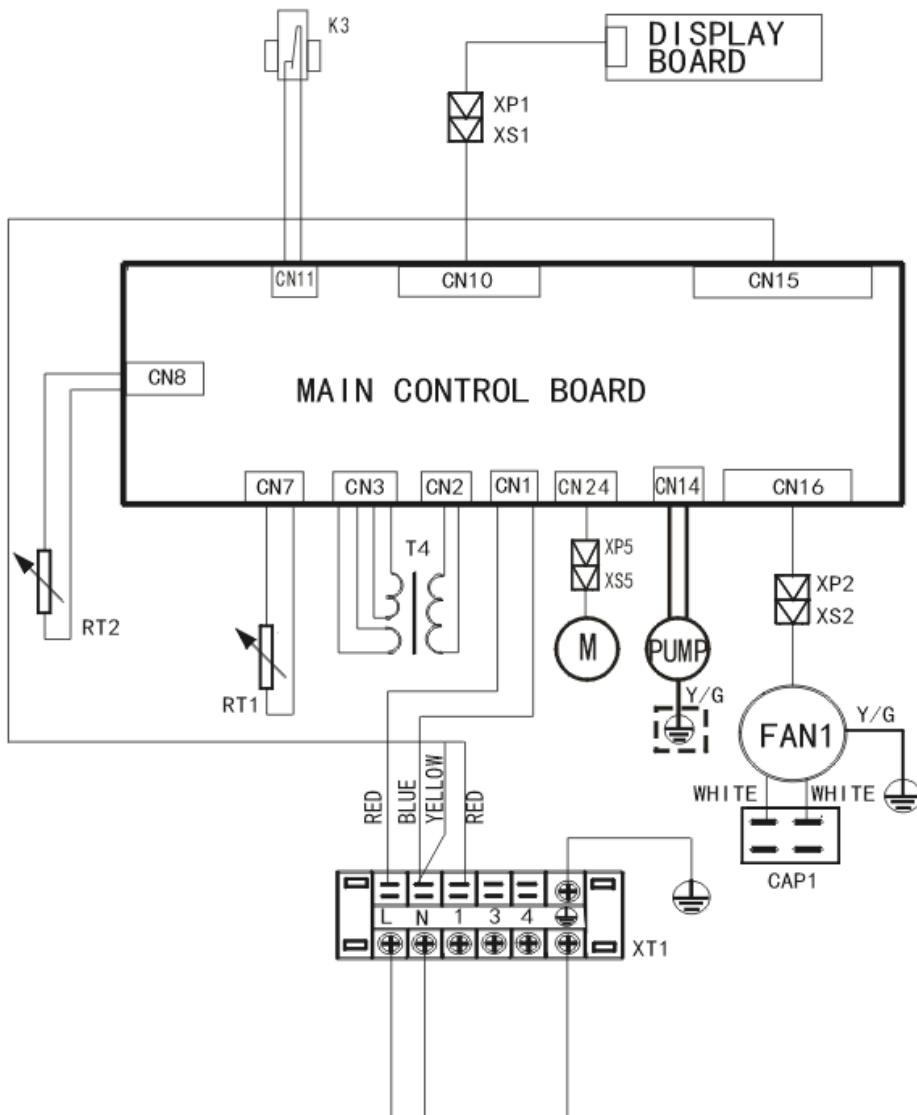 K3
DISPLAY
BOARD
XP1
XS1
CN11
CN10
CN15
CN8
MAIN CONTROL BOARD
CN7
CN3
CN2
CN1
CN24
CN14
CN16
T4
XP5
XS5
XP2
XS2
RT2
RT1
M
PUMP
Y/G
FAN1
Y/G
RED
BLUE
YELLOW
RED
WHITE
WHITE
CAP1
L N 1 3 4
XT1